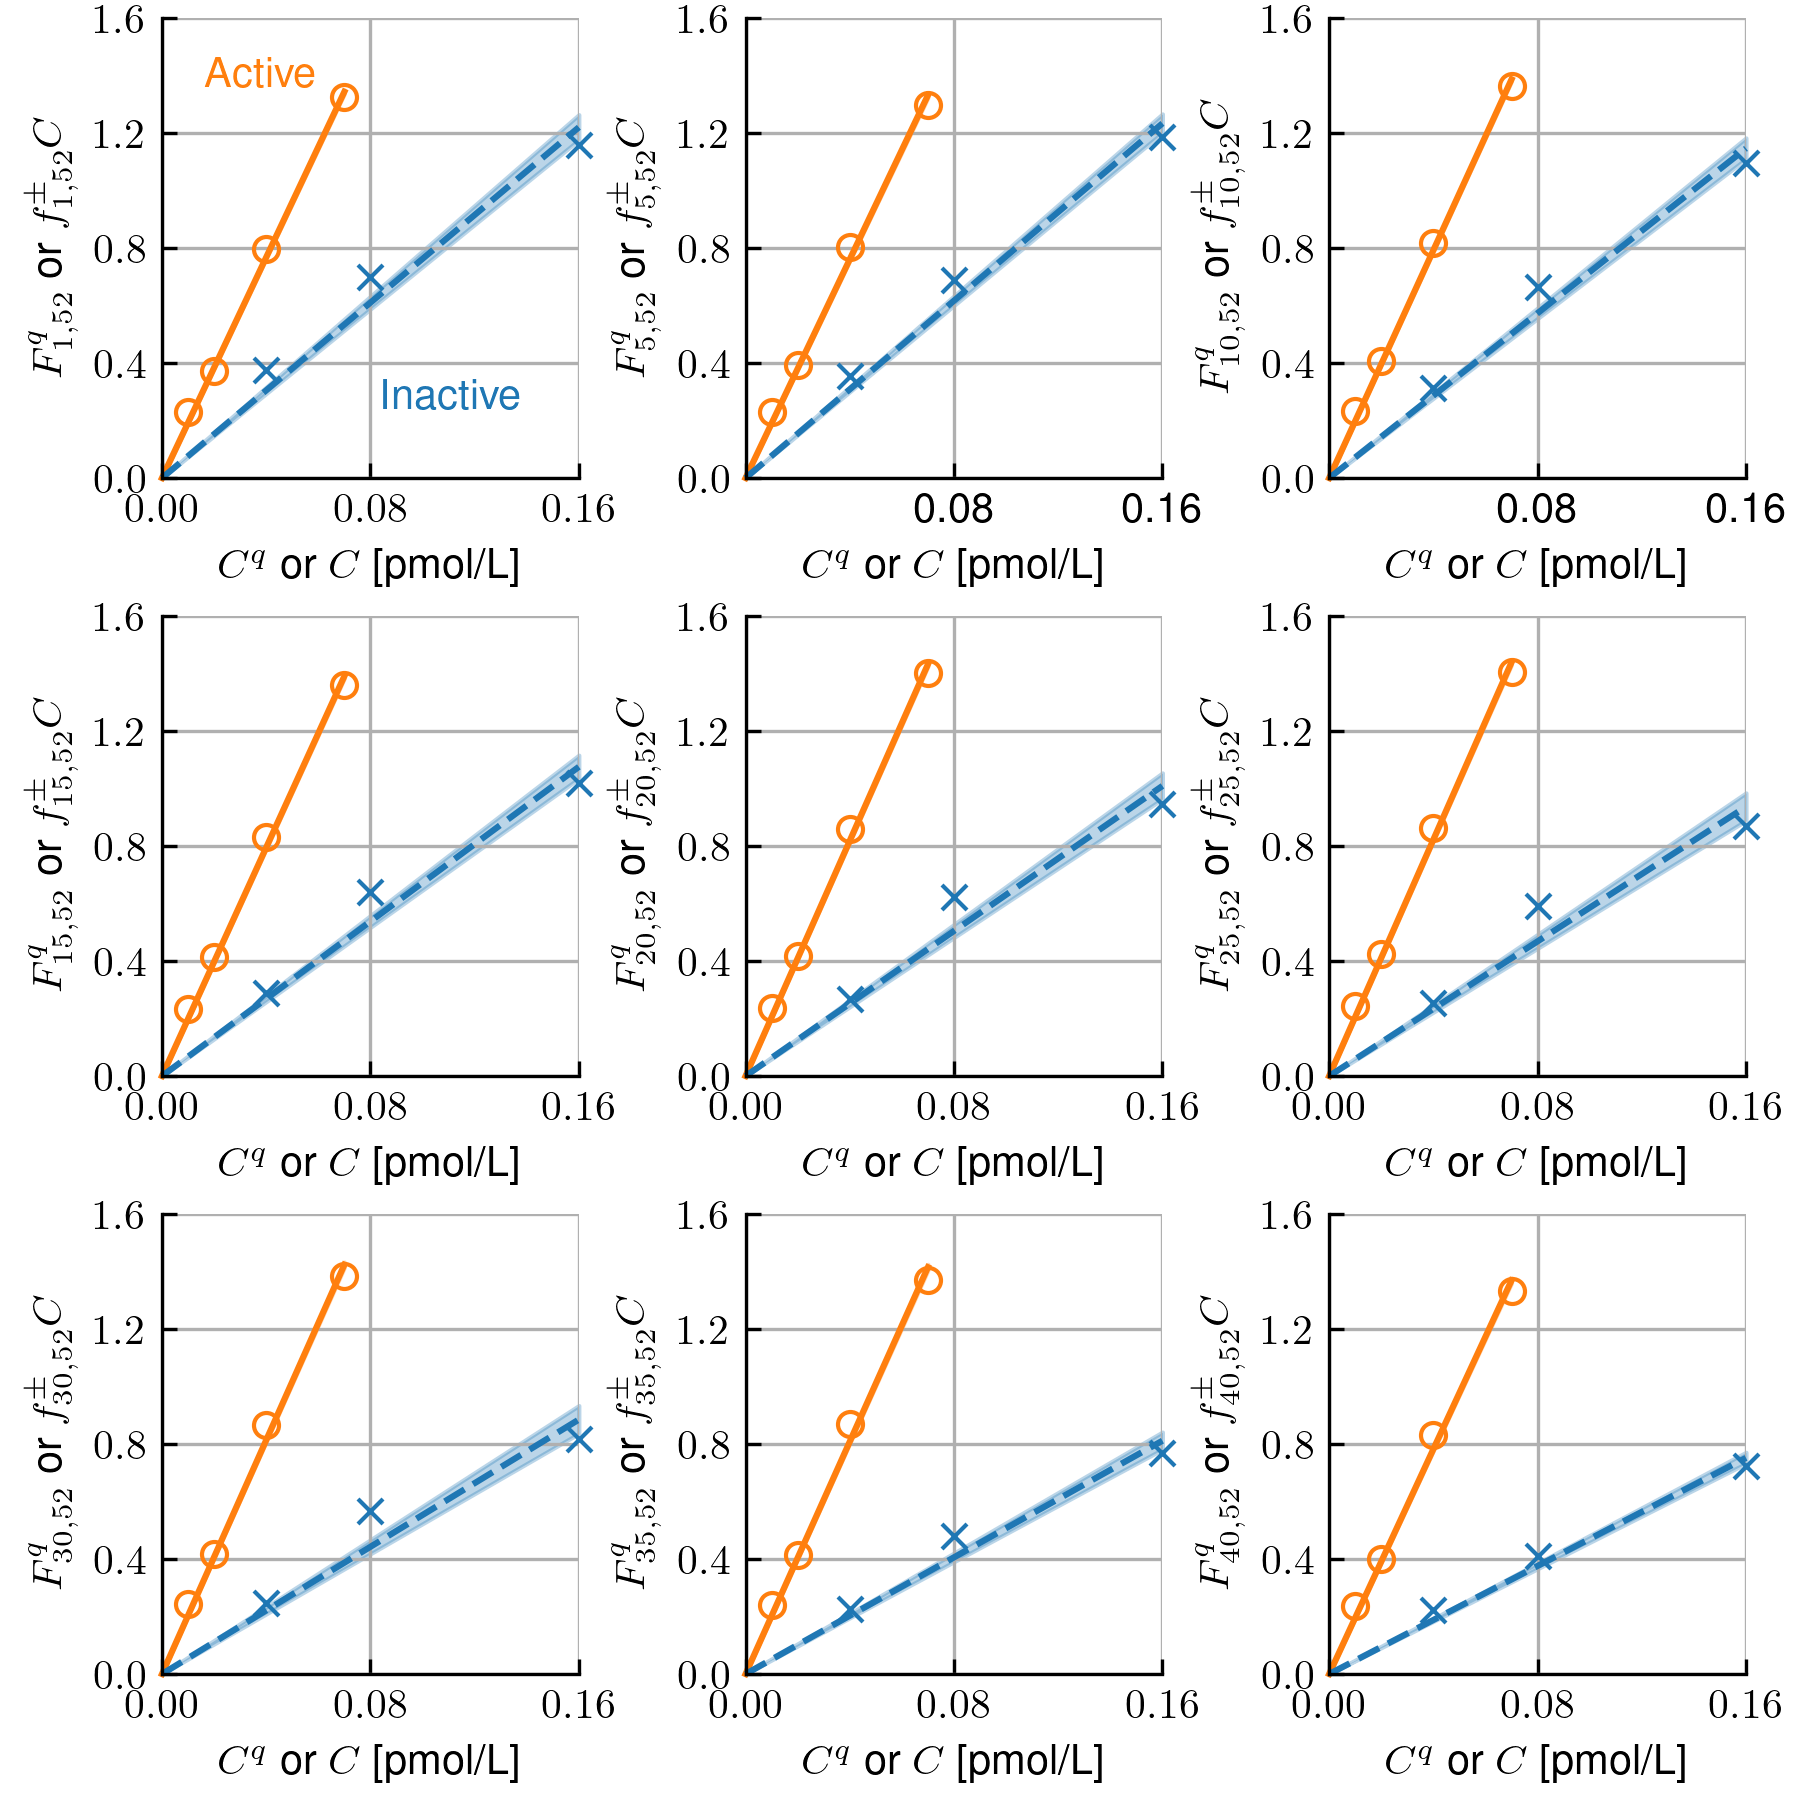 1.6 1.6 1.6
Active
1.2 1.2 1.2
0.8 0.8 0.8
0.4 0.4 0.4
Inactive
0.0 0.0 0.0
0.00 0.08 0.16 0.08 0.16 0.08 0.16
F^q_{1,52} or f^±_{1,52}C
F^q_{5,52} or f^±_{5,52}C
F^q_{10,52} or f^±_{10,52}C
C^q or C [pmol/L] C^q or C [pmol/L] C^q or C [pmol/L]
1.6 1.6 1.6
1.2 1.2 1.2
0.8 0.8 0.8
0.4 0.4 0.4
0.0 0.0 0.0
0.00 0.08 0.16 0.00 0.08 0.16 0.00 0.08 0.16
F^q_{15,52} or f^±_{15,52}C
F^q_{20,52} or f^±_{20,52}C
F^q_{25,52} or f^±_{25,52}C
C^q or C [pmol/L] C^q or C [pmol/L] C^q or C [pmol/L]
1.6 1.6 1.6
1.2 1.2 1.2
0.8 0.8 0.8
0.4 0.4 0.4
0.0 0.0 0.0
0.00 0.08 0.16 0.00 0.08 0.16 0.00 0.08 0.16
F^q_{30,52} or f^±_{30,52}C
F^q_{35,52} or f^±_{35,52}C
F^q_{40,52} or f^±_{40,52}C
C^q or C [pmol/L] C^q or C [pmol/L] C^q or C [pmol/L]